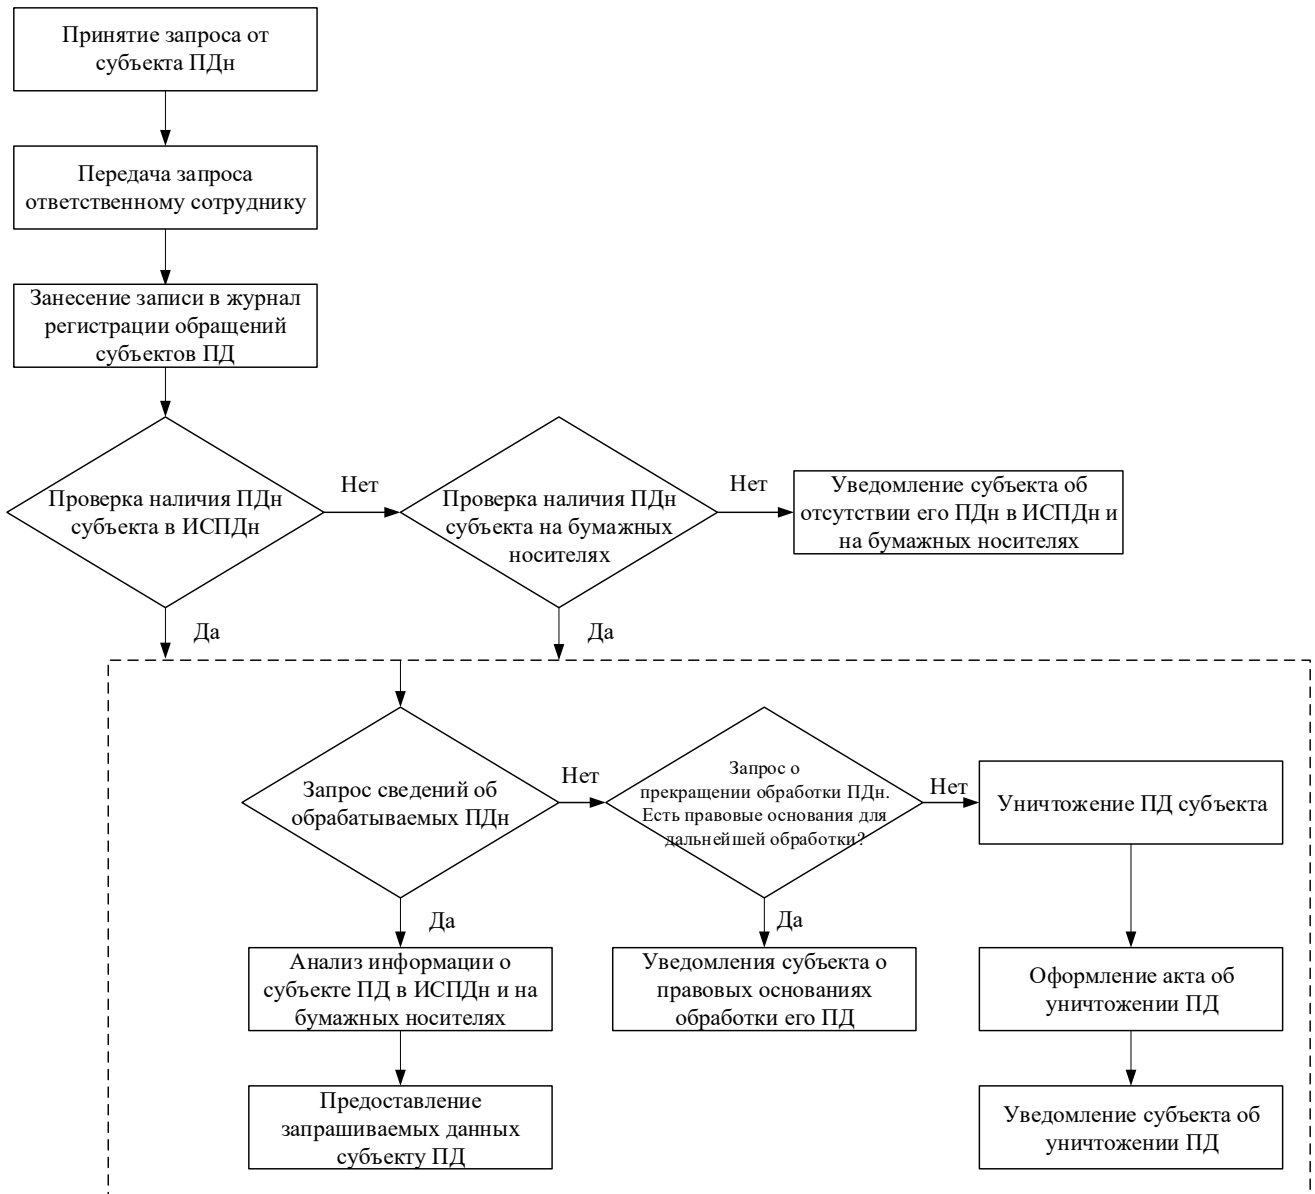 Принятие запроса от
субъекта ПДн
Передача запроса
ответственному сотруднику
Занесение записи в журнал
регистрации обращений
субъектов ПД
Проверка наличия ПДн
субъекта в ИСПДн
Нет
Проверка наличия ПДн
субъекта на бумажных
носителях
Нет
Уведомление субъекта об
отсутствии его ПДн в ИСПДн и
на бумажных носителях
Да
Да
Запрос сведений об
обрабатываемых ПДн
Нет
Запрос о
прекращении обработки ПДн.
Есть правовые основания для
дальнейшей обработки?
Нет
Уничтожение ПД субъекта
Да
Да
Анализ информации о
субъекте ПД в ИСПДн и на
бумажных носителях
Уведомления субъекта о
правовых основаниях
обработки его ПД
Оформление акта об
уничтожении ПД
Предоставление
запрашиваемых данных
субъекту ПД
Уведомление субъекта об
уничтожении ПД